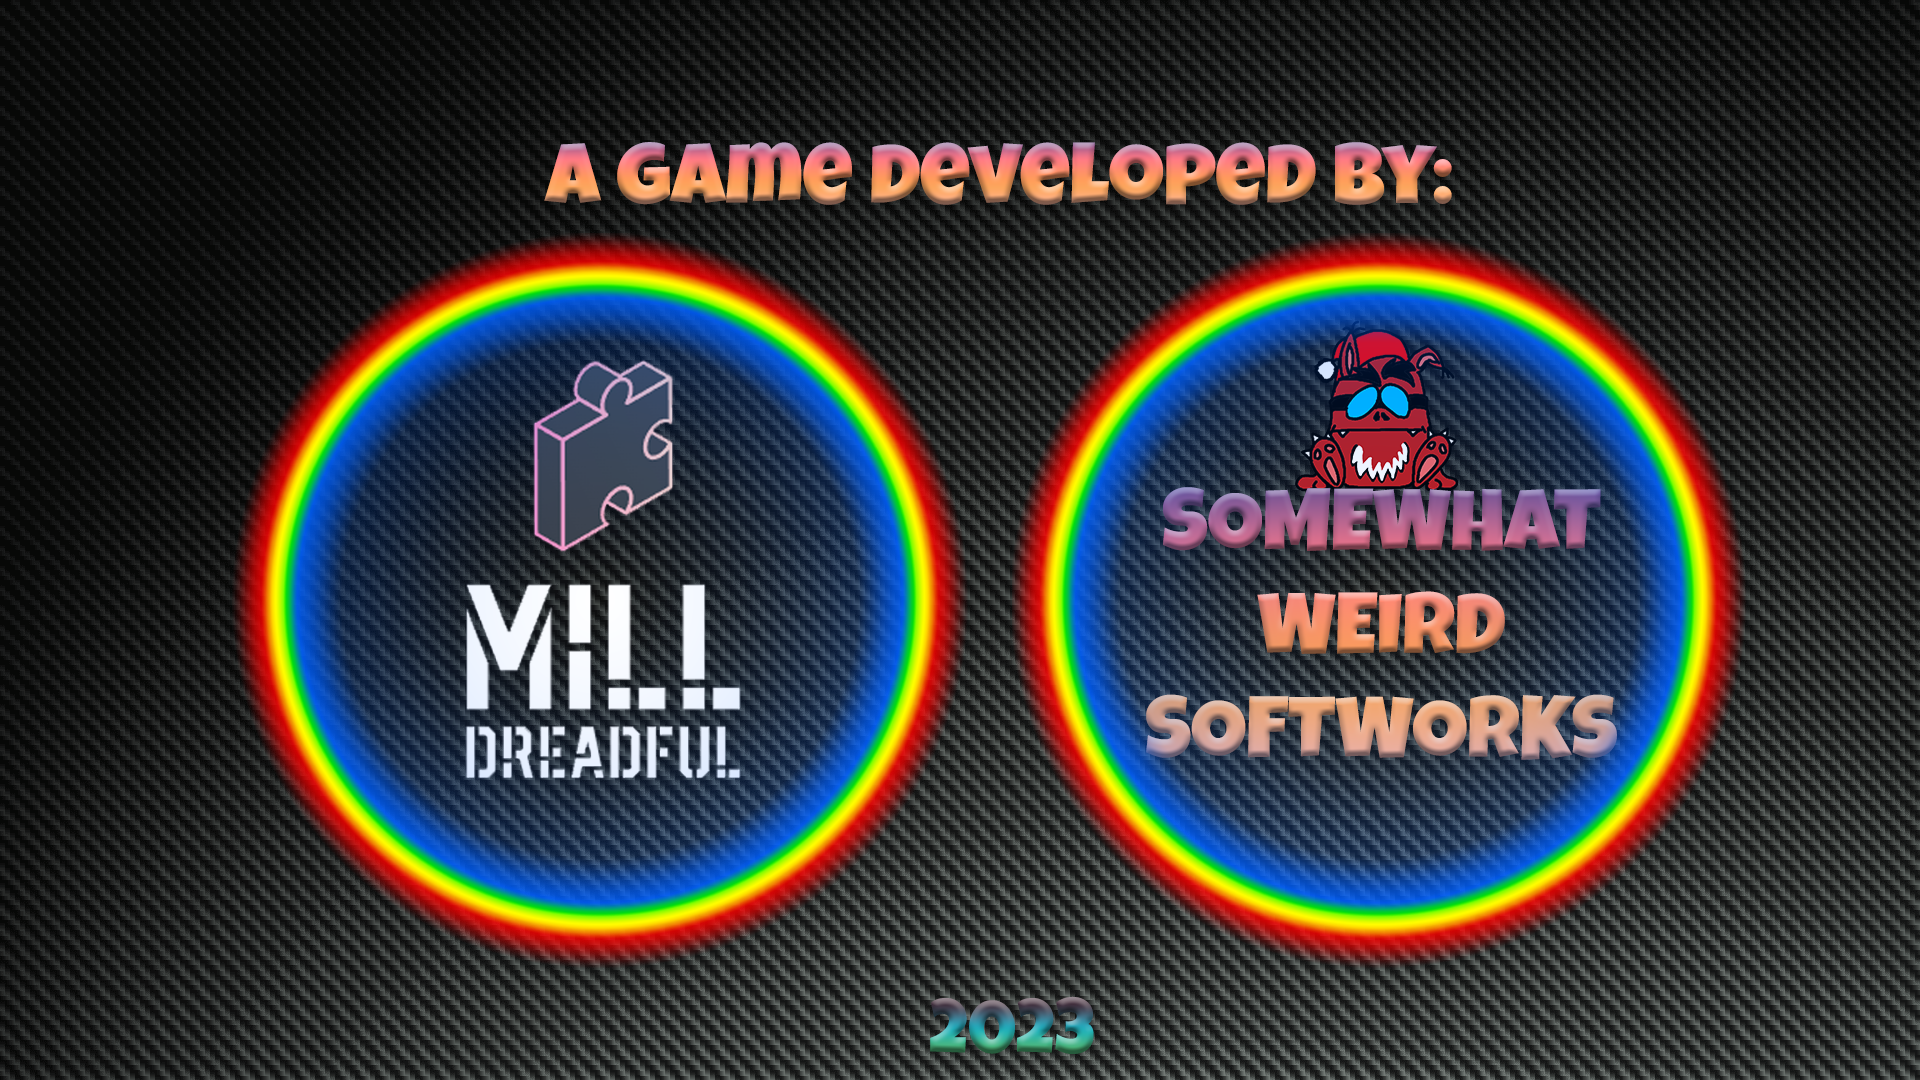 A GAme DeVeLOPeD BY:
MILL
DREADFUL
SOMEWHAT
WEIRD
SOFTWORKS
2023